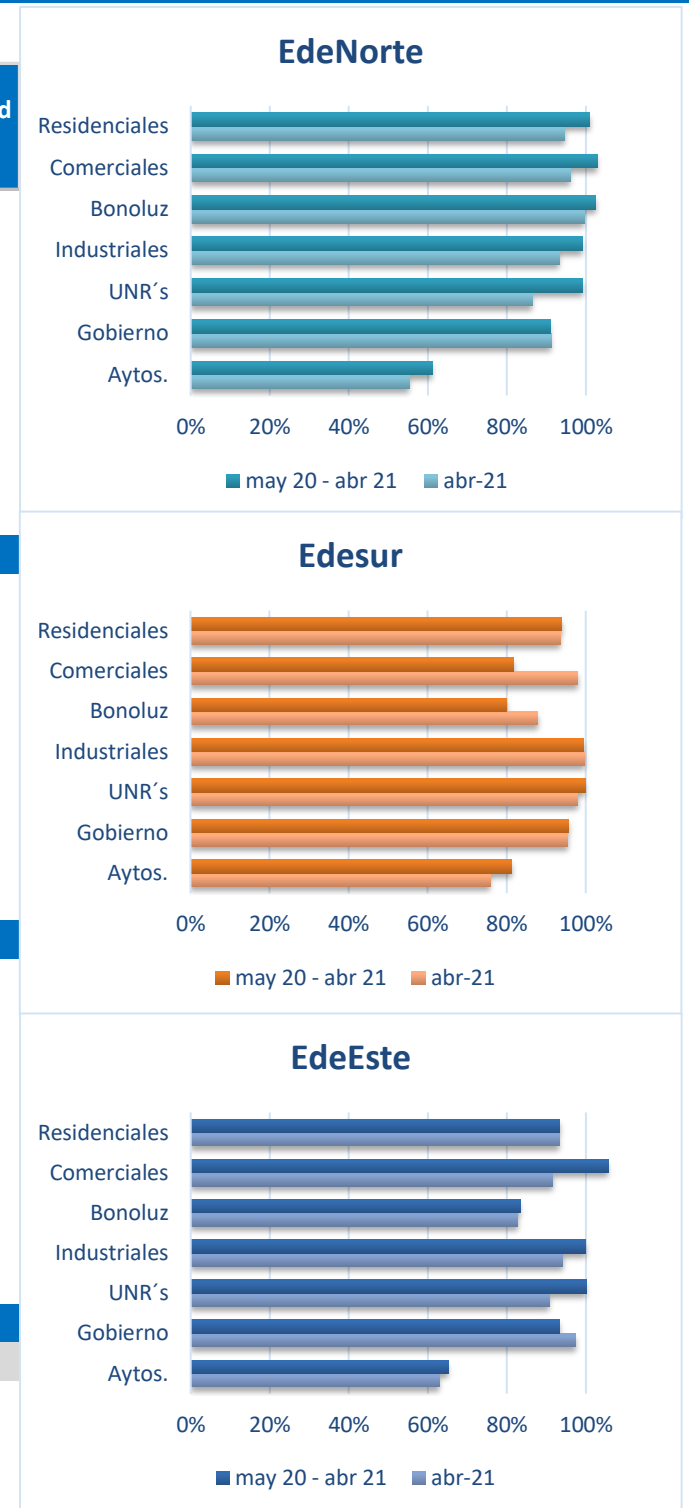 d
EdeNorte
Residenciales
Comerciales
Bonoluz
Industriales
UNR´s
Gobierno
Aytos.
0% 20% 40% 60% 80% 100%
may 20 - abr 21 abr-21
Edesur
Residenciales
Comerciales
Bonoluz
Industriales
UNR´s
Gobierno
Aytos.
0% 20% 40% 60% 80% 100%
may 20 - abr 21 abr-21
EdeEste
Residenciales
Comerciales
Bonoluz
Industriales
UNR´s
Gobierno
Aytos.
0% 20% 40% 60% 80% 100%
may 20 - abr 21 abr-21